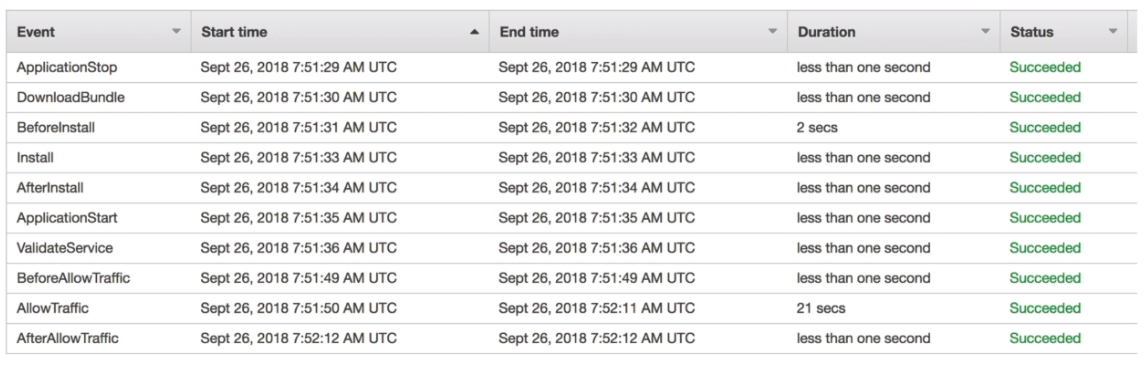 Event Start time End time Duration Status
ApplicationStop Sept 26, 2018 7:51:29 AM UTC Sept 26, 2018 7:51:29 AM UTC less than one second Succeeded
DownloadBundle Sept 26, 2018 7:51:30 AM UTC Sept 26, 2018 7:51:30 AM UTC less than one second Succeeded
BeforeInstall Sept 26, 2018 7:51:31 AM UTC Sept 26, 2018 7:51:32 AM UTC 2 secs Succeeded
Install Sept 26, 2018 7:51:33 AM UTC Sept 26, 2018 7:51:33 AM UTC less than one second Succeeded
AfterInstall Sept 26, 2018 7:51:34 AM UTC Sept 26, 2018 7:51:34 AM UTC less than one second Succeeded
ApplicationStart Sept 26, 2018 7:51:35 AM UTC Sept 26, 2018 7:51:35 AM UTC less than one second Succeeded
ValidateService Sept 26, 2018 7:51:36 AM UTC Sept 26, 2018 7:51:36 AM UTC less than one second Succeeded
BeforeAllowTraffic Sept 26, 2018 7:51:49 AM UTC Sept 26, 2018 7:51:49 AM UTC less than one second Succeeded
AllowTraffic Sept 26, 2018 7:51:50 AM UTC Sept 26, 2018 7:52:11 AM UTC 21 secs Succeeded
AfterAllowTraffic Sept 26, 2018 7:52:12 AM UTC Sept 26, 2018 7:52:12 AM UTC less than one second Succeeded